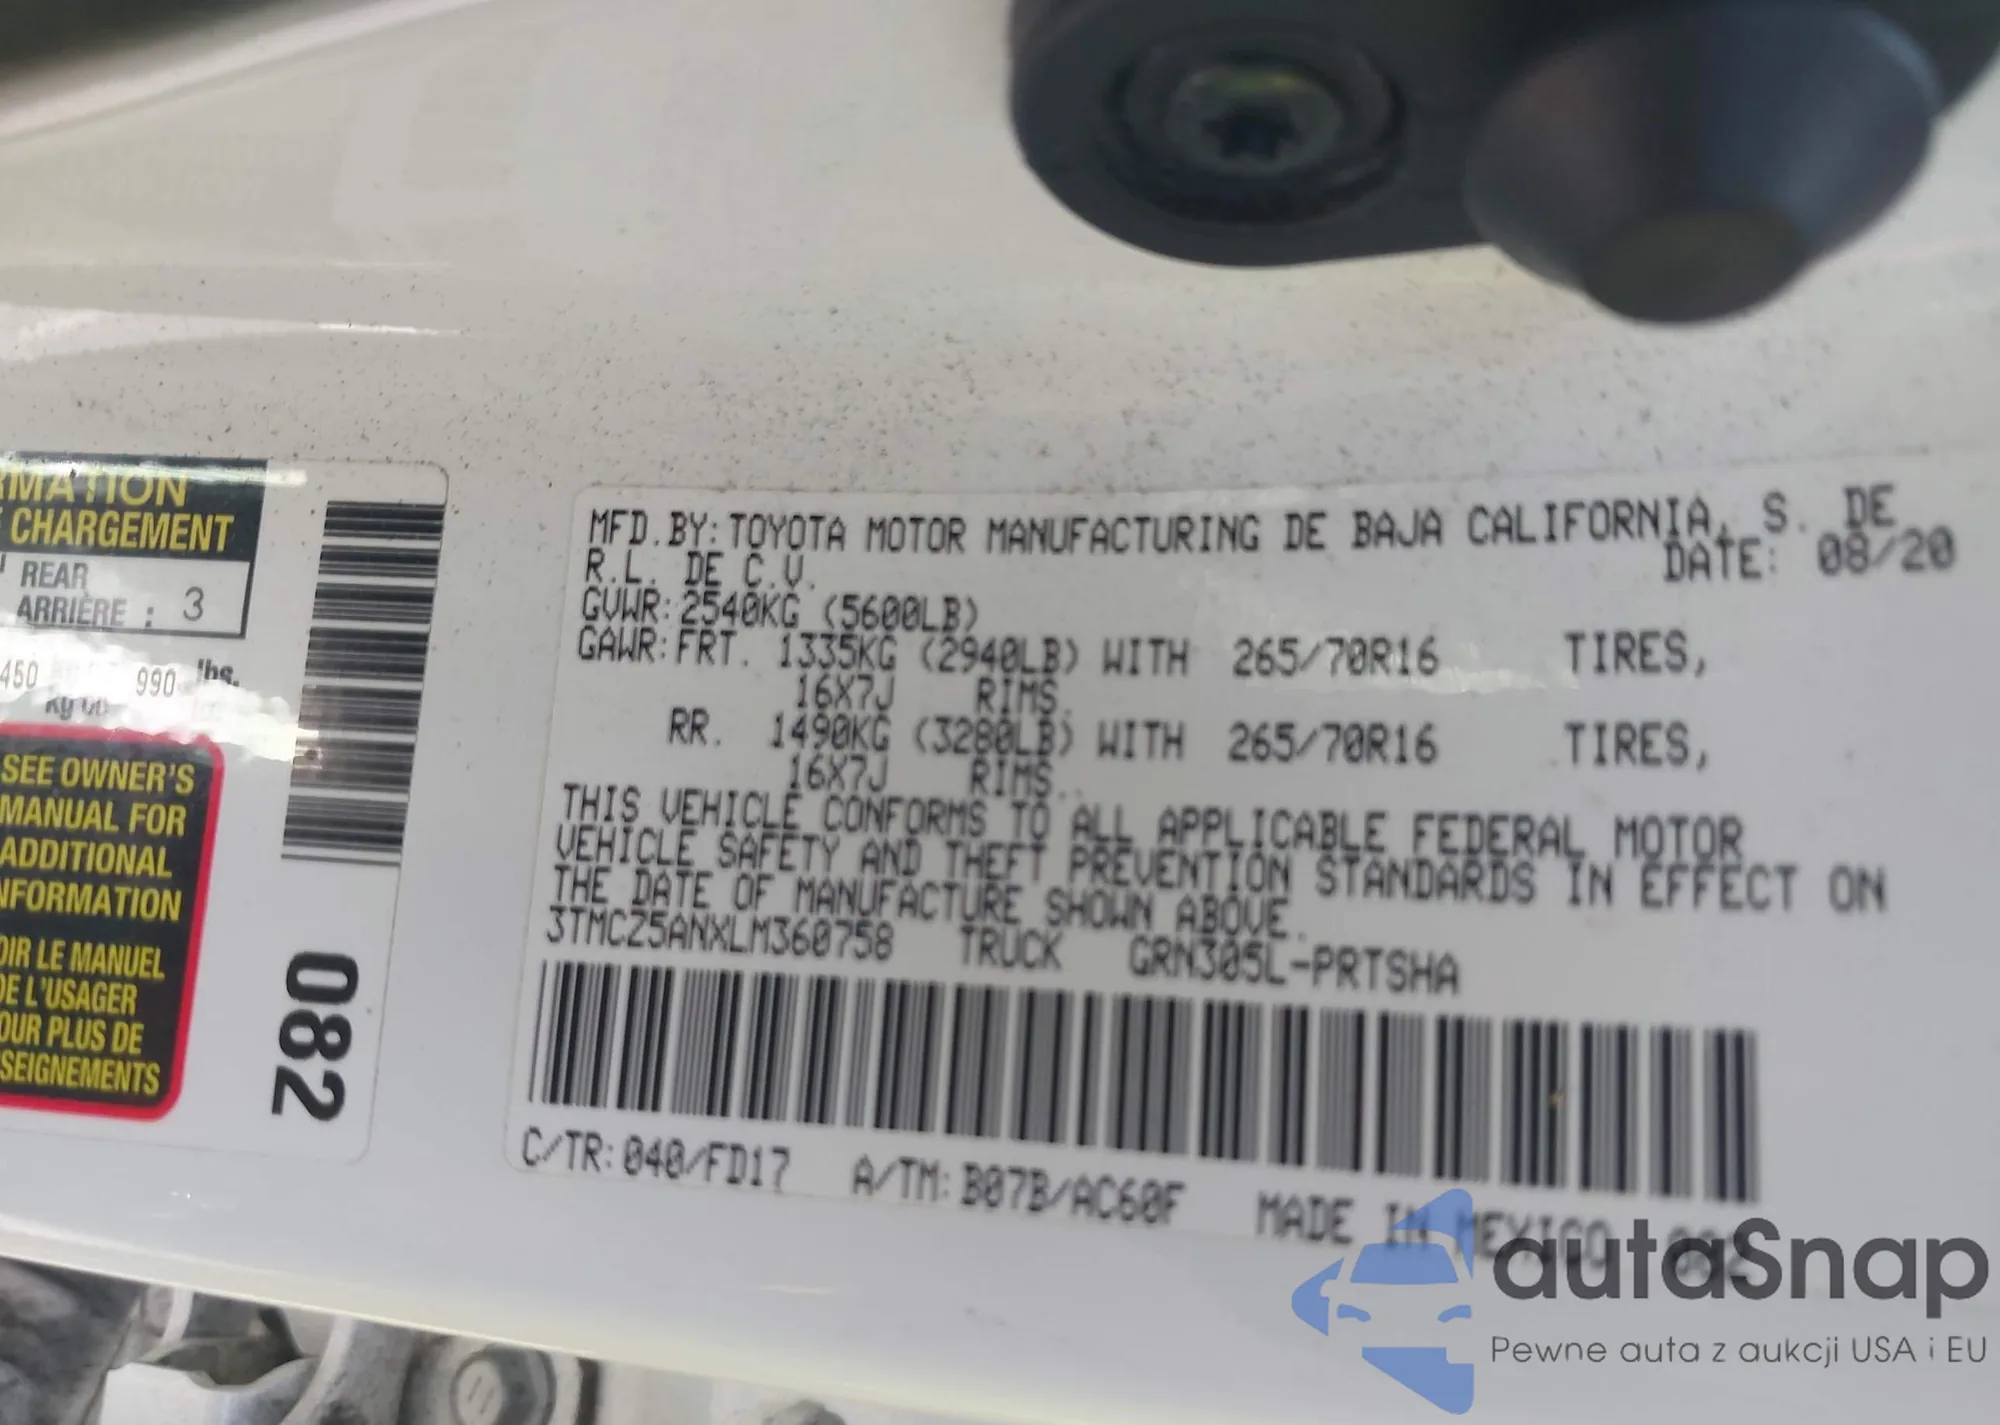 RMATION
CHARGEMENT
REAR
ARRIÈRE : 3
450
990 lbs.
SEE OWNER'S
MANUAL FOR
ADDITIONAL
NFORMATION
OIR LE MANUEL
DE L'USAGER
OUR PLUS DE
SEIGNEMENTS
082
MFD.BY: TOYOTA MOTOR MANUFACTURING DE BAJA CALIFORNIA, S. DE
R.L. DE C.V. DATE: 08/20
GVWR: 2540KG (5600LB)
GAWR: FRT. 1335KG (2940LB) WITH 265/70R16 TIRES,
16X7J RIMS.
RR. 1490KG (3280LB) WITH 265/70R16 TIRES,
16X7J RIMS.
THIS VEHICLE CONFORMS TO ALL APPLICABLE FEDERAL MOTOR
VEHICLE SAFETY AND THEFT PREVENTION STANDARDS IN EFFECT ON
THE DATE OF MANUFACTURE SHOWN ABOVE.
3TMCZ5ANXLM360758 TRUCK GRN305L-PRTSHA
C/TR: 040/FD17 A/TM: B07B/AC60F MADE IN MEXICO 082
autaSnap
Pewne auta z aukcji USA i EU